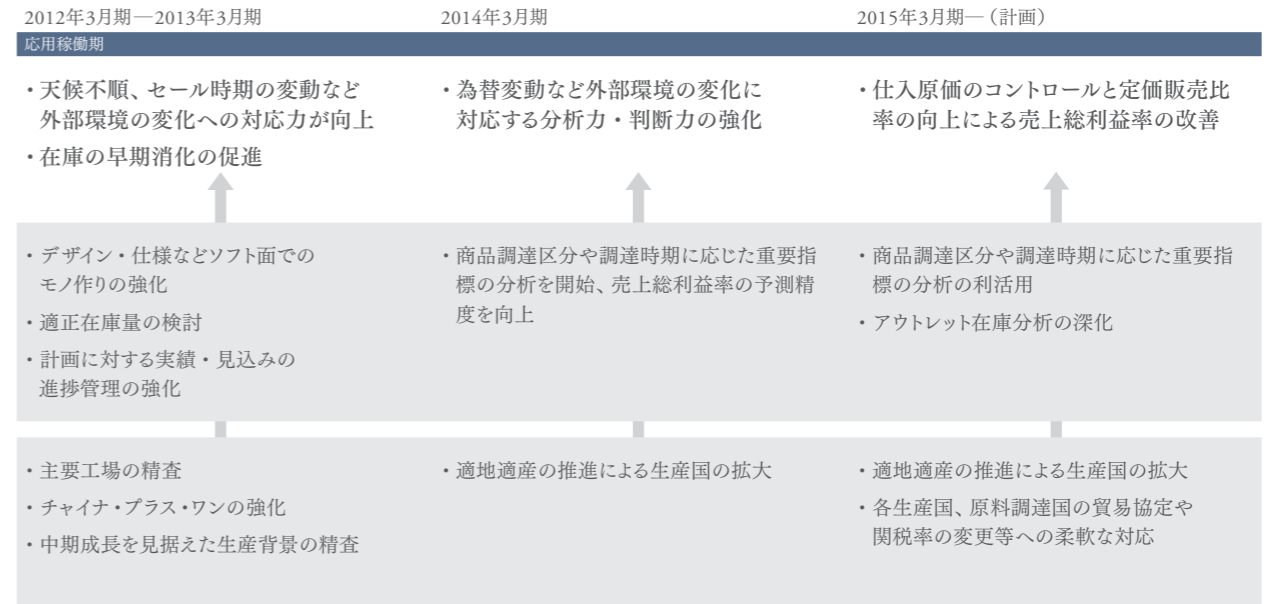 2012年3月期—2013年3月期
2014年3月期
2015年3月期—（計画）
応用稼働期
・天候不順、セール時期の変動など
外部環境の変化への対応力が向上
・在庫の早期消化の促進
・為替変動など外部環境の変化に
対応する分析力・判断力の強化
・仕入原価のコントロールと定価販売比
率の向上による売上総利益率の改善
・デザイン・仕様などソフト面での
モノ作りの強化
・適正在庫量の検討
・計画に対する実績・見込みの
進捗管理の強化
・商品調達区分や調達時期に応じた重要指
標の分析を開始、売上総利益率の予測精
度を向上
・商品調達区分や調達時期に応じた重要指
標の分析の利活用
・アウトレット在庫分析の深化
・主要工場の精査
・チャイナ・プラス・ワンの強化
・中期成長を見据えた生産背景の精査
・適地適産の推進による生産国の拡大
・適地適産の推進による生産国の拡大
・各生産国、原料調達国の貿易協定や
関税率の変更等への柔軟な対応